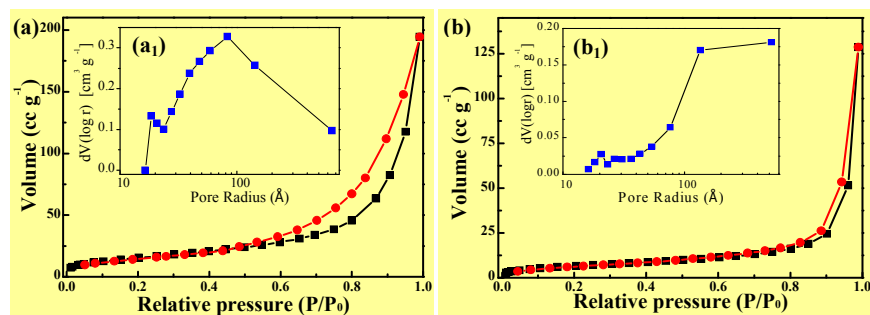 (a)
200
150
100
50
0
Volume (cc g⁻¹)
0.0 0.2 0.4 0.6 0.8 1.0
Relative pressure (P/P₀)
(a₁)
0.3
0.2
0.1
0.0
dV(log r) [cm³ g⁻¹]
10 100
Pore Radius (Å)
(b)
125
100
75
50
25
0
Volume (cc g⁻¹)
0.0 0.2 0.4 0.6 0.8 1.0
Relative pressure (P/P₀)
(b₁)
0.20
0.15
0.10
0.05
0.00
dV(logr) [cm³ g⁻¹]
10 100
Pore Radius (Å)